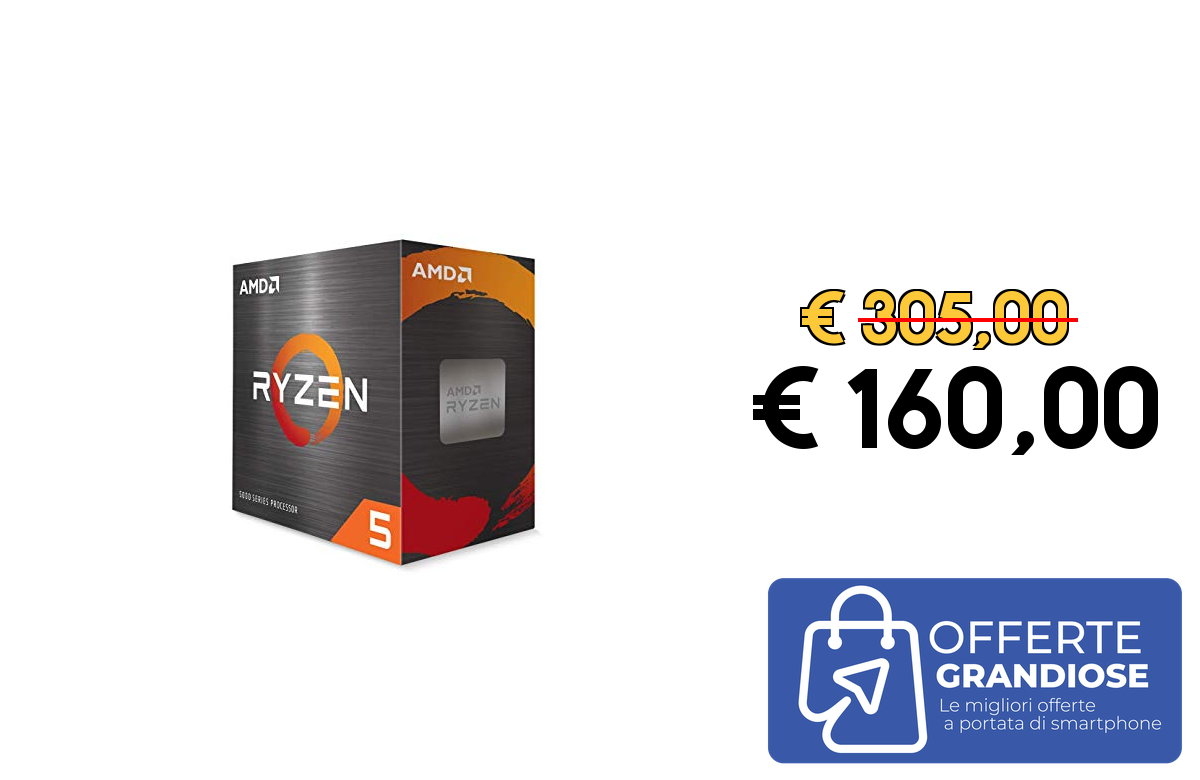 AMD
RYZEN
5000 SERIES PROCESSOR
5
AMD
AMD
RYZEN
€ 305,00
€ 160,00
OFFERTE
GRANDIOSE
Le migliori offerte
a portata di smartphone